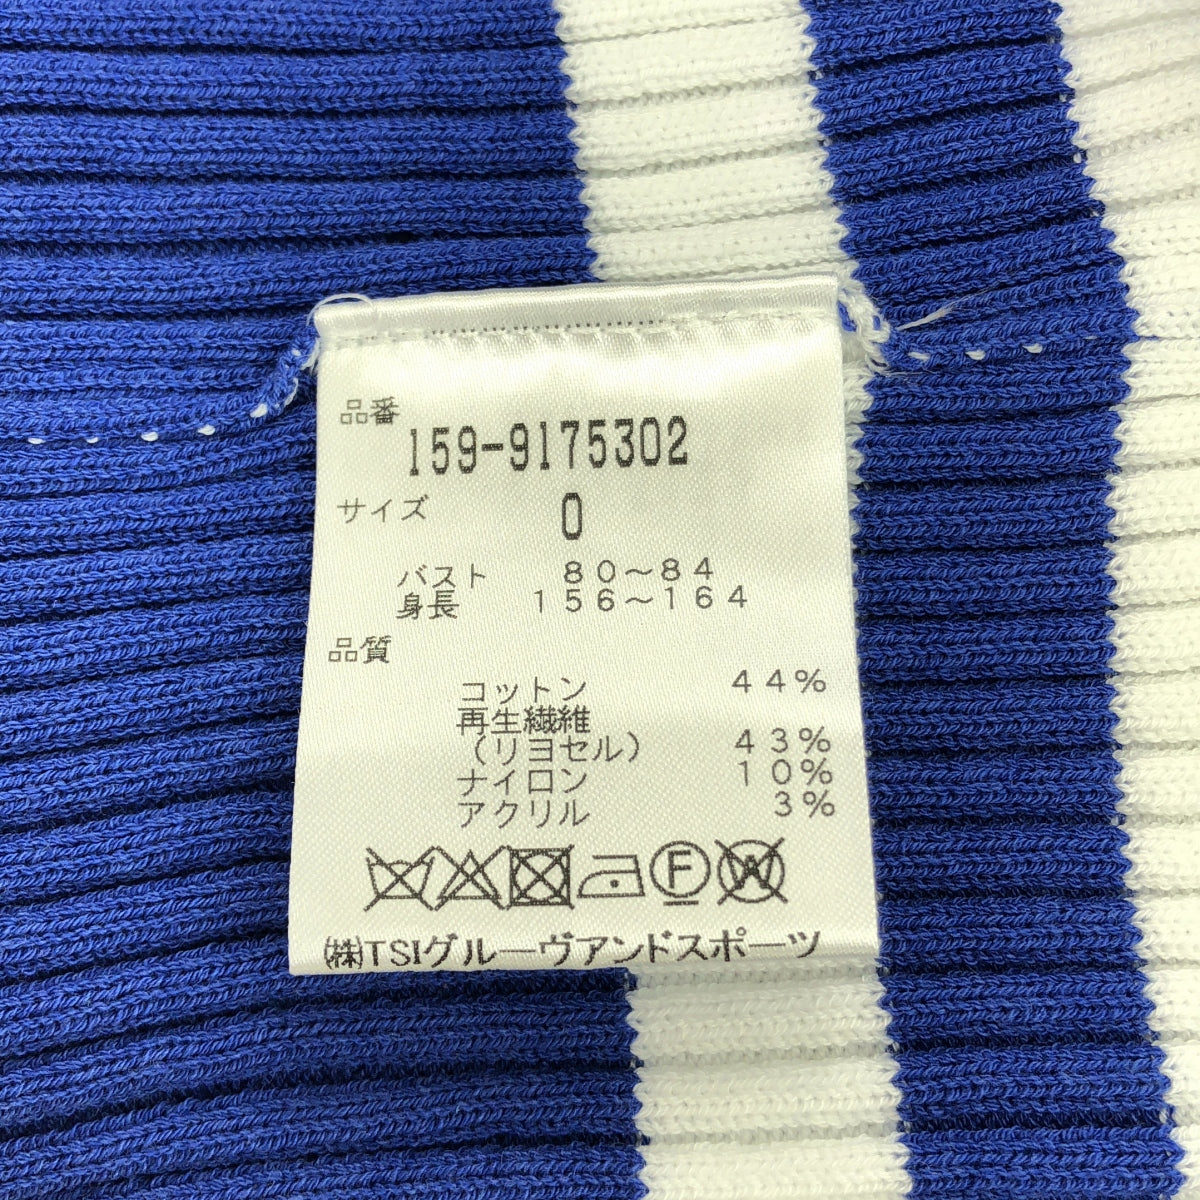 品番
159-9175302
サイズ 0
バスト 80～84
身長 156～164
品質
コットン 44%
再生繊維
(リヨセル) 43%
ナイロン 10%
アクリル 3%
F W
㈱TSIグルーヴアンドスポーツ